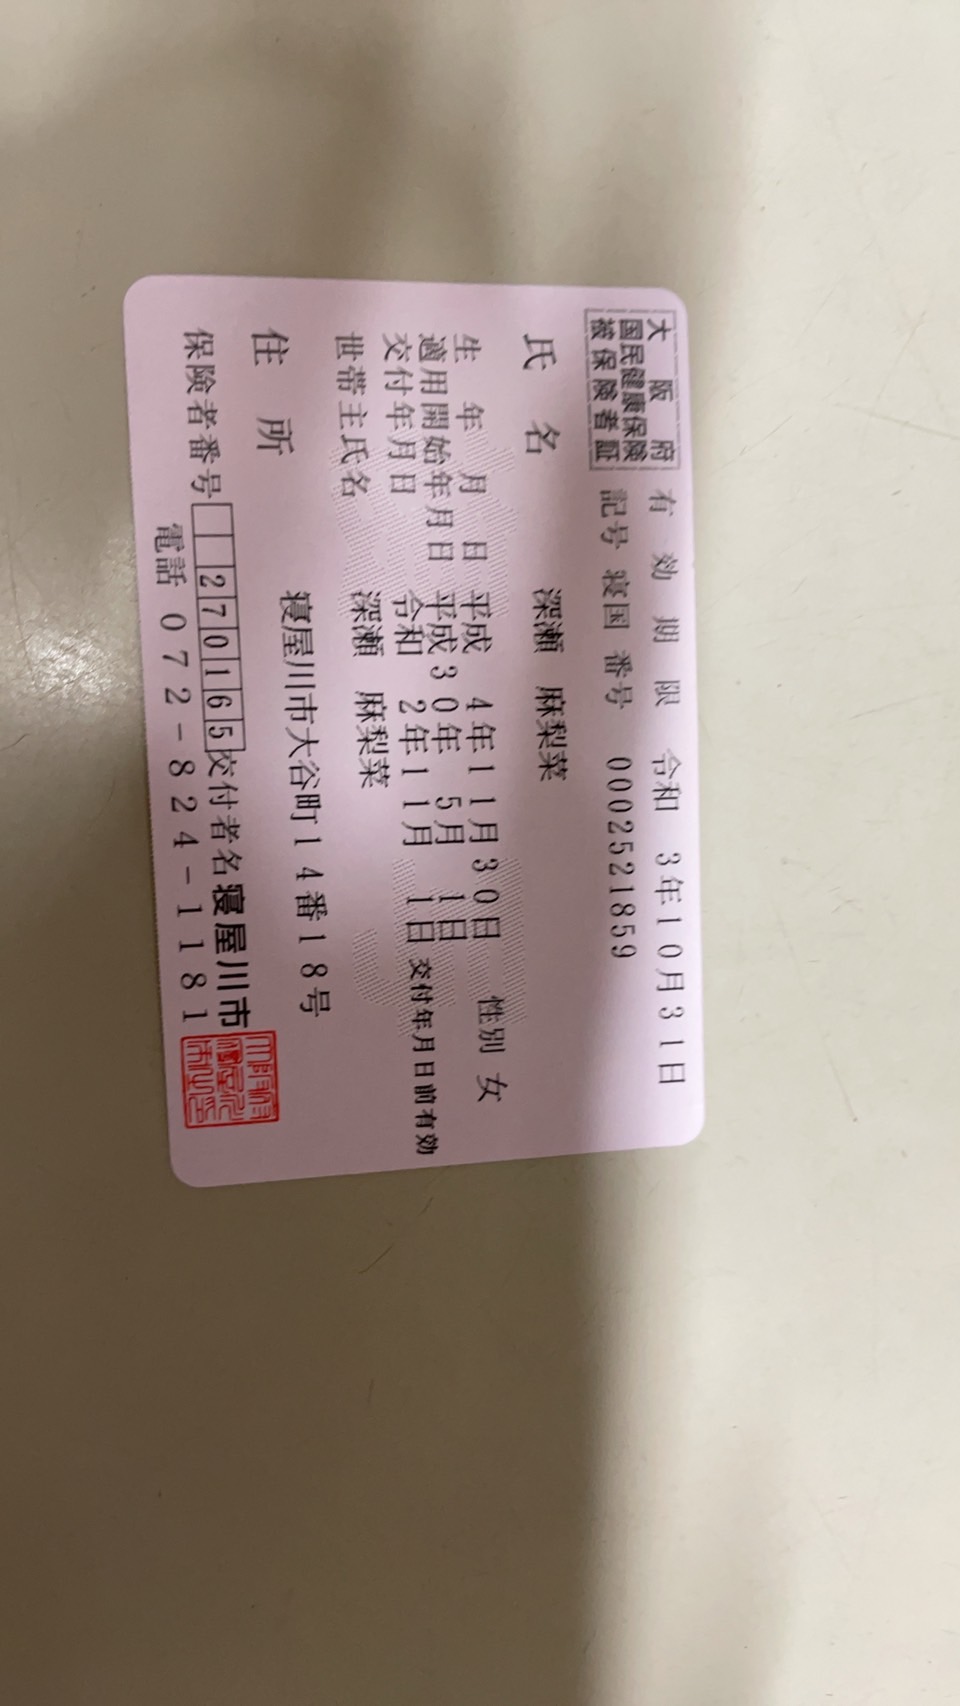 大阪府
国民健康保険
被保険者証
有効期限 令和 3年10月31日
記号 寝国 番号 0002521859
氏名 深瀬 麻梨菜
生年月日 平成 4年11月30日 性別 女
適用開始年月日 平成30年 5月 1日
交付年月日 令和 2年11月 1日 交付年月日前有効
世帯主氏名 深瀬 麻梨菜
住所 寝屋川市大谷町14番18号
保険者番号 270165 交付者名 寝屋川市
電話 072-824-1181